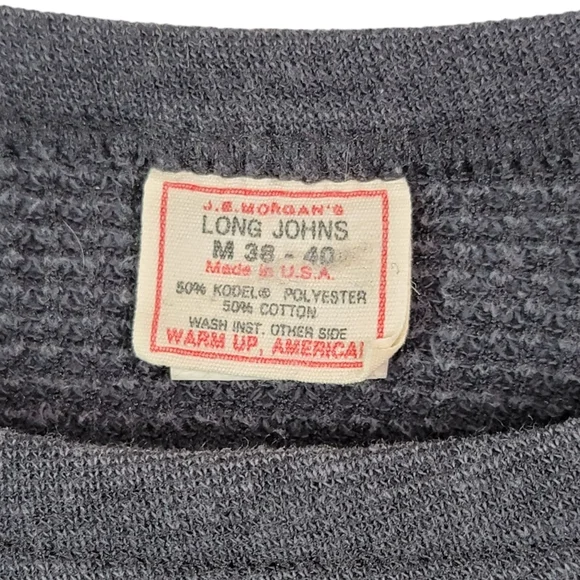 J.E.MORGAN'S
LONG JOHNS
M 38 - 40
Made in U.S.A.
50% KODEL® POLYESTER
50% COTTON
WASH INST. OTHER SIDE
WARM UP, AMERICA!